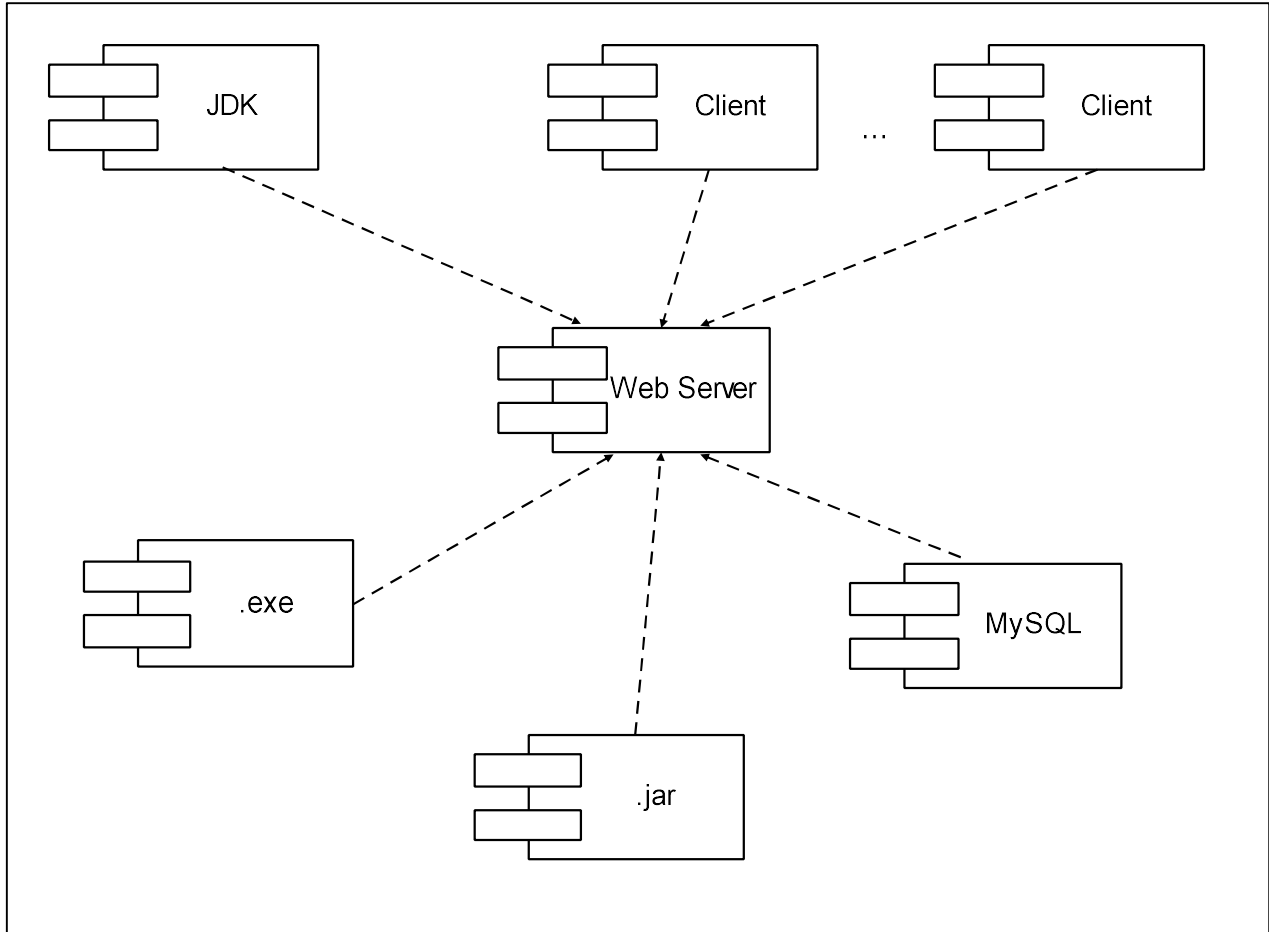 JDK
Client
...
Client
Web Server
.exe
MySQL
.jar